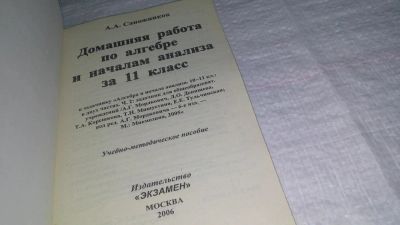 А.А. Сапожников
Домашняя работа
по алгебре
и началам анализа
за 11 класс
к задачнику «Алгебра и начала анализа. 10–11 кл.:
в двух частях. Ч. 2: задачник для общеобразоват.
учреждений /А.Г. Мордкович, Л.О. Денищева,
Т.А. Корешкова, Т.Н. Мишустина, Е.Е. Тульчинская;
под ред. А.Г. Мордковича — 6-е изд. —
М.: Мнемозина, 2005»
Учебно-методическое пособие
Издательство
«ЭКЗАМЕН»
МОСКВА
2006